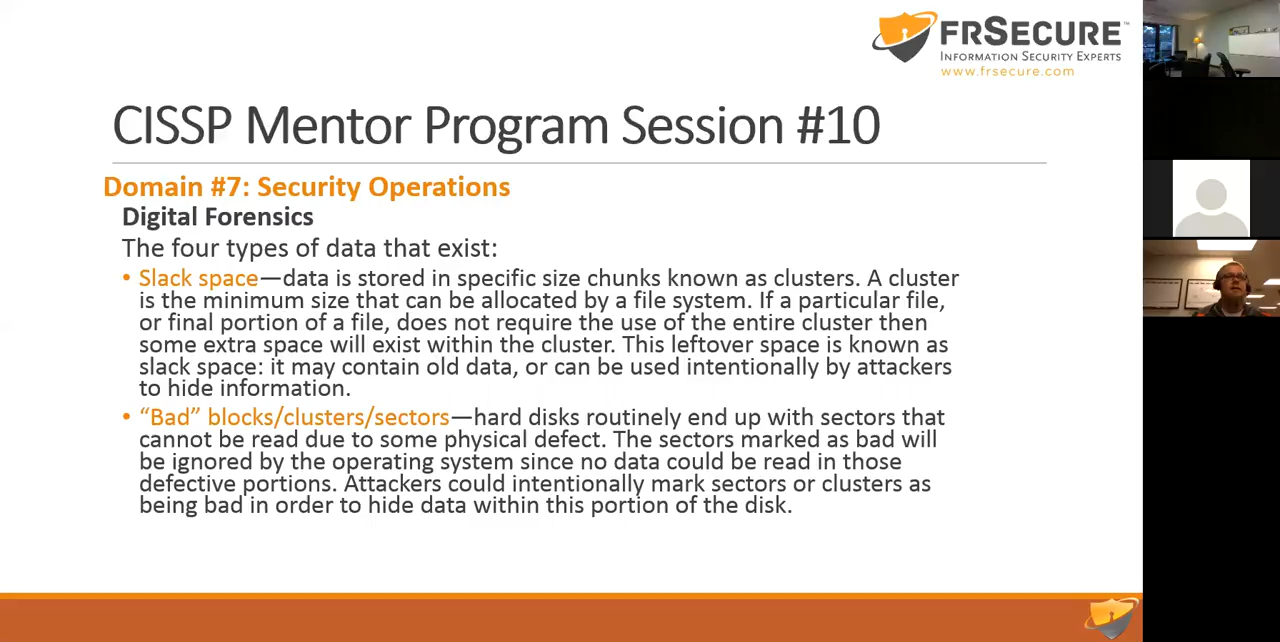 FRSECURE™
INFORMATION SECURITY EXPERTS
www.frsecure.com
CISSP Mentor Program Session #10
Domain #7: Security Operations
Digital Forensics
The four types of data that exist:
• Slack space—data is stored in specific size chunks known as clusters. A cluster
is the minimum size that can be allocated by a file system. If a particular file,
or final portion of a file, does not require the use of the entire cluster then
some extra space will exist within the cluster. This leftover space is known as
slack space: it may contain old data, or can be used intentionally by attackers
to hide information.
• “Bad” blocks/clusters/sectors—hard disks routinely end up with sectors that
cannot be read due to some physical defect. The sectors marked as bad will
be ignored by the operating system since no data could be read in those
defective portions. Attackers could intentionally mark sectors or clusters as
being bad in order to hide data within this portion of the disk.